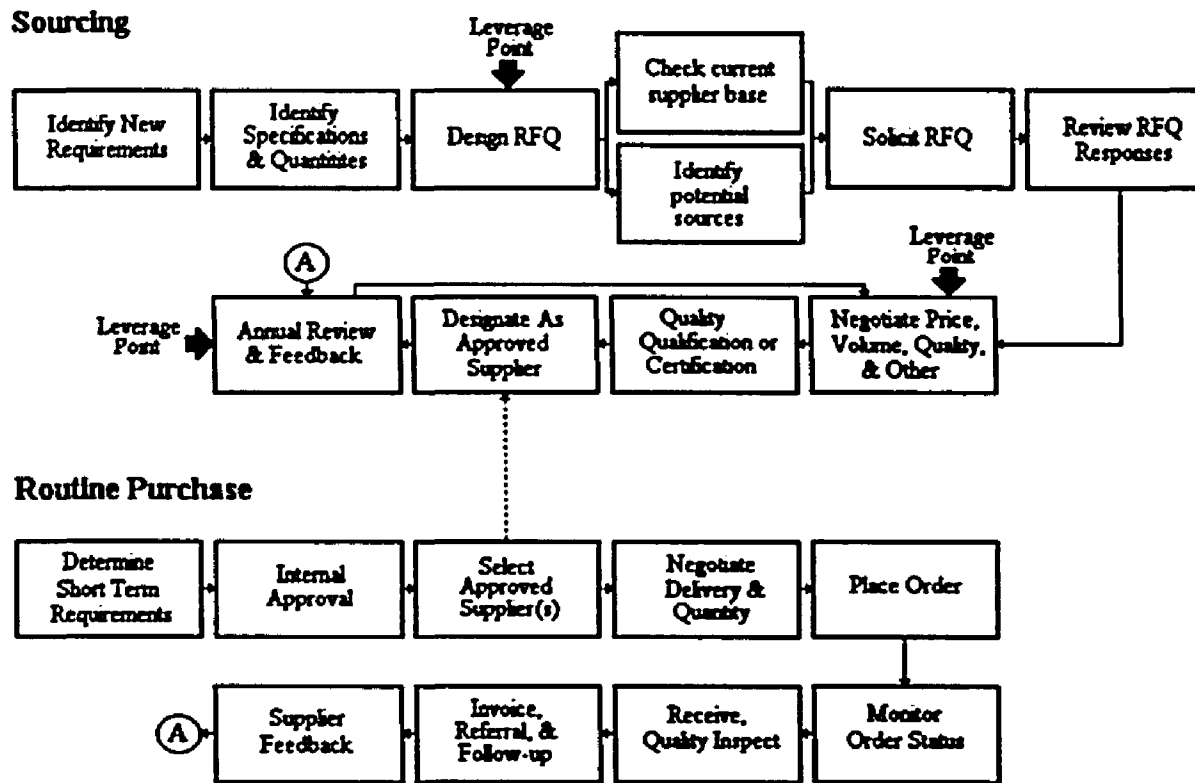 Sourcing
Leverage
Point
Identify New
Requirements
Identify
Specifications
& Quantites
Design RFQ
Check current
supplier base
Identify
potential
sources
Solicit RFQ
Review RFQ
Responses
A
Leverage
Point
Leverage
Point
Annual Review
& Feedback
Designate As
Approved
Supplier
Quality
Qualification or
Certification
Negotiate Price,
Volume, Quality,
& Other
Routine Purchase
Determine
Short Term
Requirements
Internal
Approval
Select
Approved
Supplier(s)
Negotiate
Delivery &
Quantity
Place Order
A
Supplier
Feedback
Invoice,
Referral, &
Follow-up
Receive,
Quality Inspect
Monitor
Order Status